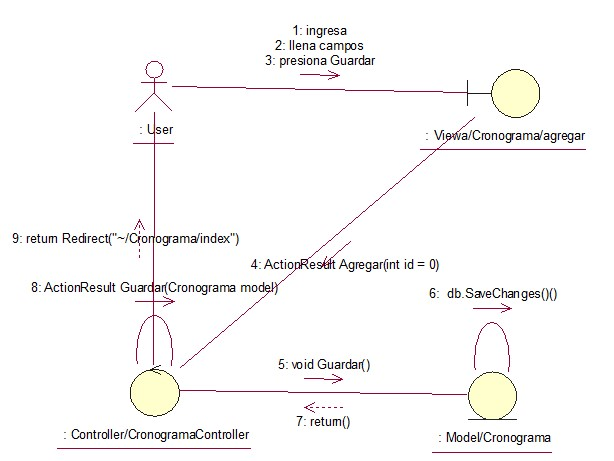 1: ingresa
2: llena campos
3: presiona Guardar
: User
: Viewa/Cronograma/agregar
9: return Redirect("~/Cronograma/index")
4: ActionResult Agregar(int id = 0)
8: ActionResult Guardar(Cronograma model)
6: db.SaveChanges()()
5: void Guardar()
7: return()
: Controller/CronogramaController
: Model/Cronograma